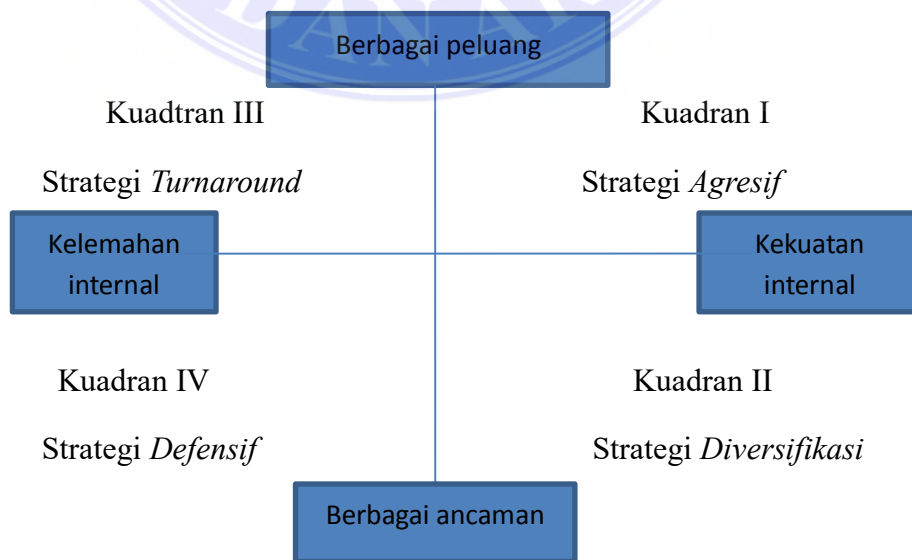 Berbagai peluang
Kuadtran III
Kuadran I
Strategi Turnaround
Strategi Agresif
Kelemahan
internal
Kekuatan
internal
Kuadran IV
Kuadran II
Strategi Defensif
Strategi Diversifikasi
Berbagai ancaman